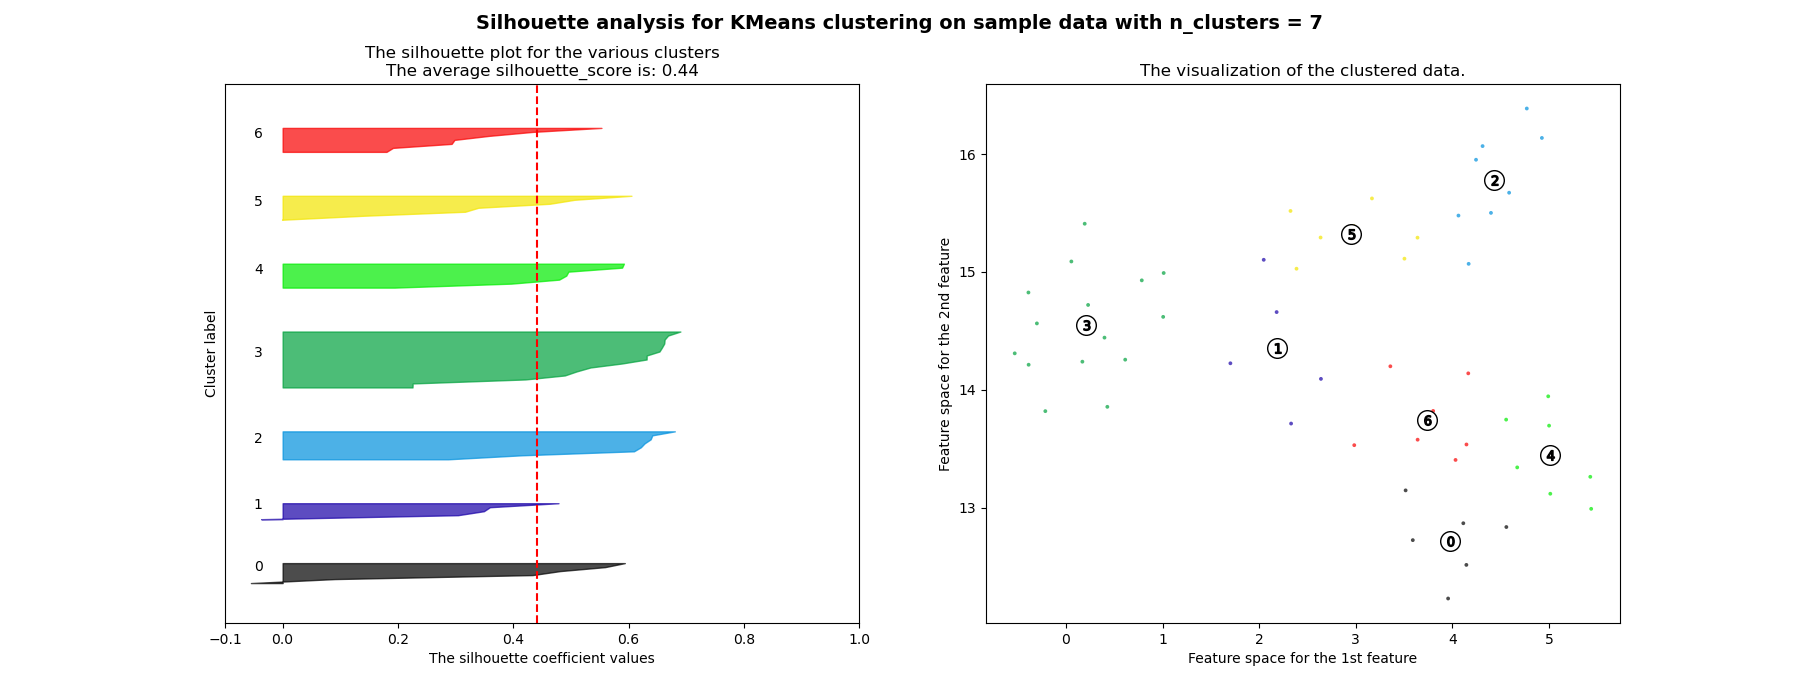 Silhouette analysis for KMeans clustering on sample data with n_clusters = 7
The silhouette plot for the various clusters
The average silhouette_score is: 0.44
6
5
4
3
2
1
0
Cluster label
−0.1 0.0 0.2 0.4 0.6 0.8 1.0
The silhouette coefficient values
The visualization of the clustered data.
16
15
14
13
Feature space for the 2nd feature
2
5
3
1
6
4
0
0 1 2 3 4 5
Feature space for the 1st feature